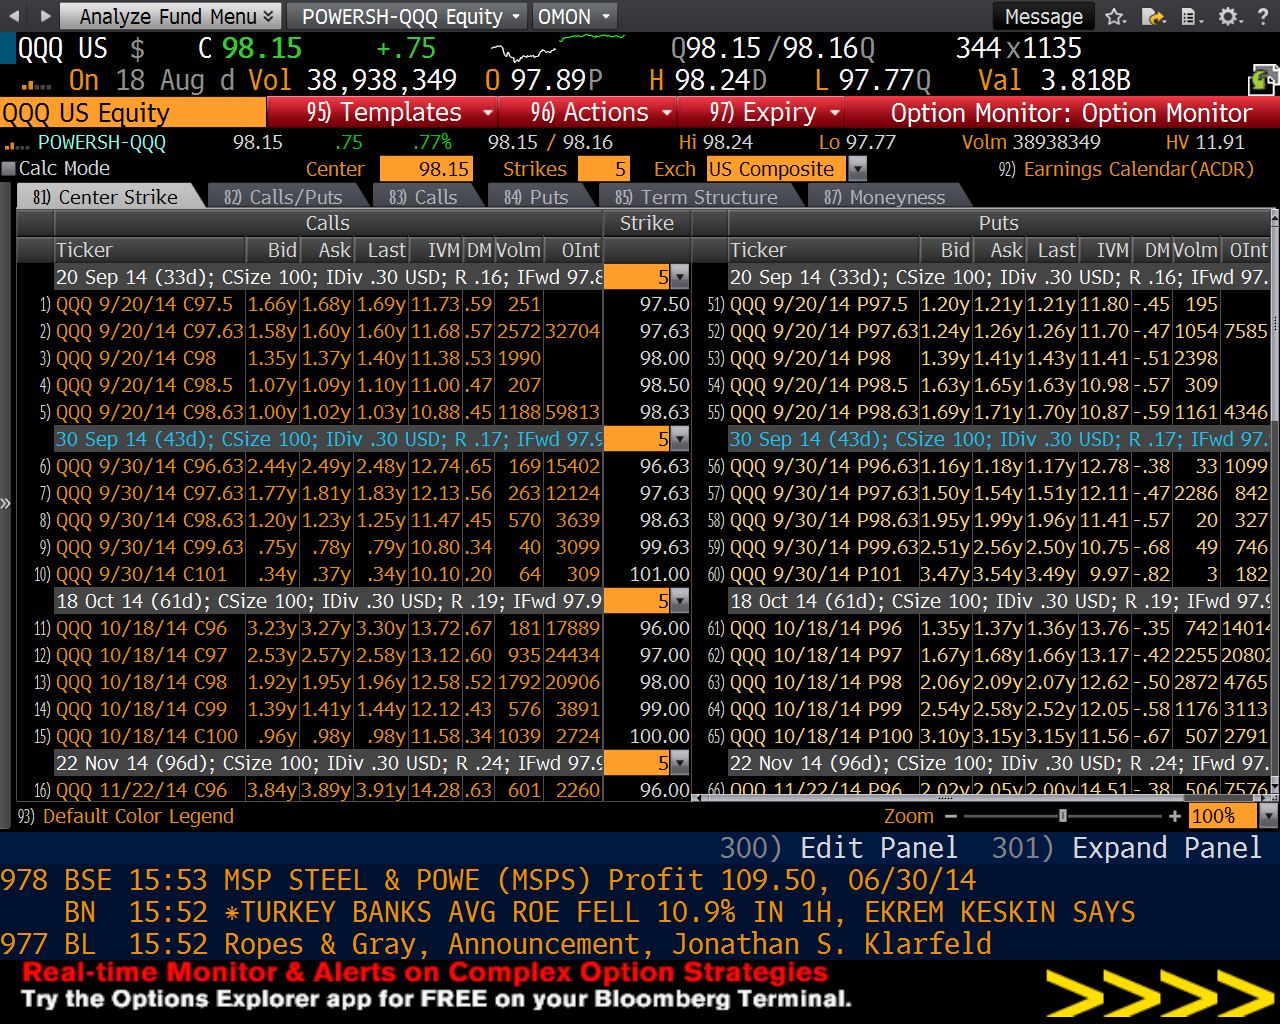 Analyze Fund Menu POWERSH-QQQ Equity OMON Message ?
QQQ US $ C 98.15 +.75 Q98.15/98.16Q 344x1135
On 18 Aug d Vol 38,938,349 O 97.89P H 98.24D L 97.77Q Val 3.818B
QQQ US Equity 95) Templates 96) Actions 97) Expiry Option Monitor: Option Monitor
POWERSH-QQQ 98.15 .75 .77% 98.15 / 98.16 Hi 98.24 Lo 97.77 Volm 38938349 HV 11.91
Calc Mode Center 98.15 Strikes 5 Exch US Composite 92) Earnings Calendar(ACDR)
81) Center Strike 82) Calls/Puts 83) Calls 84) Puts 85) Term Structure 87) Moneyness
Calls Strike Puts
Ticker Bid Ask Last IVM DM Volm OInt Ticker Bid Ask Last IVM DM Volm OInt
20 Sep 14 (33d); CSize 100; IDiv .30 USD; R .16; IFwd 97.8 5 20 Sep 14 (33d); CSize 100; IDiv .30 USD; R .16; IFwd 97.
1) QQQ 9/20/14 C97.5 1.66y 1.68y 1.69y 11.73 .59 251 97.50 51) QQQ 9/20/14 P97.5 1.20y 1.21y 1.21y 11.80 -.45 195
2) QQQ 9/20/14 C97.63 1.58y 1.60y 1.60y 11.68 .57 2572 32704 97.63 52) QQQ 9/20/14 P97.63 1.24y 1.26y 1.26y 11.70 -.47 1054 7585
3) QQQ 9/20/14 C98 1.35y 1.37y 1.40y 11.38 .53 1990 98.00 53) QQQ 9/20/14 P98 1.39y 1.41y 1.43y 11.41 -.51 2398
4) QQQ 9/20/14 C98.5 1.07y 1.09y 1.10y 11.00 .47 207 98.50 54) QQQ 9/20/14 P98.5 1.63y 1.65y 1.63y 10.98 -.57 309
5) QQQ 9/20/14 C98.63 1.00y 1.02y 1.03y 10.88 .45 1188 59813 98.63 55) QQQ 9/20/14 P98.63 1.69y 1.71y 1.70y 10.87 -.59 1161 4346
30 Sep 14 (43d); CSize 100; IDiv .30 USD; R .17; IFwd 97.9 5 30 Sep 14 (43d); CSize 100; IDiv .30 USD; R .17; IFwd 97.
6) QQQ 9/30/14 C96.63 2.44y 2.49y 2.48y 12.74 .65 169 15402 96.63 56) QQQ 9/30/14 P96.63 1.16y 1.18y 1.17y 12.78 -.38 33 1099
7) QQQ 9/30/14 C97.63 1.77y 1.81y 1.83y 12.13 .56 263 12124 97.63 57) QQQ 9/30/14 P97.63 1.50y 1.54y 1.51y 12.11 -.47 2286 842
8) QQQ 9/30/14 C98.63 1.20y 1.23y 1.25y 11.47 .45 570 3639 98.63 58) QQQ 9/30/14 P98.63 1.95y 1.99y 1.96y 11.41 -.57 20 327
9) QQQ 9/30/14 C99.63 .75y .78y .79y 10.80 .34 40 3099 99.63 59) QQQ 9/30/14 P99.63 2.51y 2.56y 2.50y 10.75 -.68 49 746
10) QQQ 9/30/14 C101 .34y .37y .34y 10.10 .20 64 309 101.00 60) QQQ 9/30/14 P101 3.47y 3.54y 3.49y 9.97 -.82 3 182
18 Oct 14 (61d); CSize 100; IDiv .30 USD; R .19; IFwd 97.9 5 18 Oct 14 (61d); CSize 100; IDiv .30 USD; R .19; IFwd 97.9
11) QQQ 10/18/14 C96 3.23y 3.27y 3.30y 13.72 .67 181 17889 96.00 61) QQQ 10/18/14 P96 1.35y 1.37y 1.36y 13.76 -.35 742 14014
12) QQQ 10/18/14 C97 2.53y 2.57y 2.58y 13.12 .60 935 24434 97.00 62) QQQ 10/18/14 P97 1.67y 1.68y 1.66y 13.17 -.42 2255 20802
13) QQQ 10/18/14 C98 1.92y 1.95y 1.96y 12.58 .52 1792 20906 98.00 63) QQQ 10/18/14 P98 2.06y 2.09y 2.07y 12.62 -.50 2872 4765
14) QQQ 10/18/14 C99 1.39y 1.41y 1.44y 12.12 .43 576 3891 99.00 64) QQQ 10/18/14 P99 2.54y 2.58y 2.52y 12.05 -.58 1176 3113
15) QQQ 10/18/14 C100 .96y .98y .98y 11.58 .34 1039 2724 100.00 65) QQQ 10/18/14 P100 3.10y 3.15y 3.15y 11.56 -.67 507 2791
22 Nov 14 (96d); CSize 100; IDiv .30 USD; R .24; IFwd 97.9 5 22 Nov 14 (96d); CSize 100; IDiv .30 USD; R .24; IFwd 97.
16) QQQ 11/22/14 C96 3.84y 3.89y 3.91y 14.28 .63 601 2260 96.00 66) QQQ 11/22/14 P96 2.02y 2.05y 2.00y 14.51 -.38 506 7576
93) Default Color Legend Zoom 100%
300) Edit Panel 301) Expand Panel
978 BSE 15:53 MSP STEEL & POWE (MSPS) Profit 109.50, 06/30/14
BN 15:52 *TURKEY BANKS AVG ROE FELL 10.9% IN 1H, EKREM KESKIN SAYS
977 BL 15:52 Ropes & Gray, Announcement, Jonathan S. Klarfeld
Real-time Monitor & Alerts on Complex Option Strategies
Try the Options Explorer app for FREE on your Bloomberg Terminal.